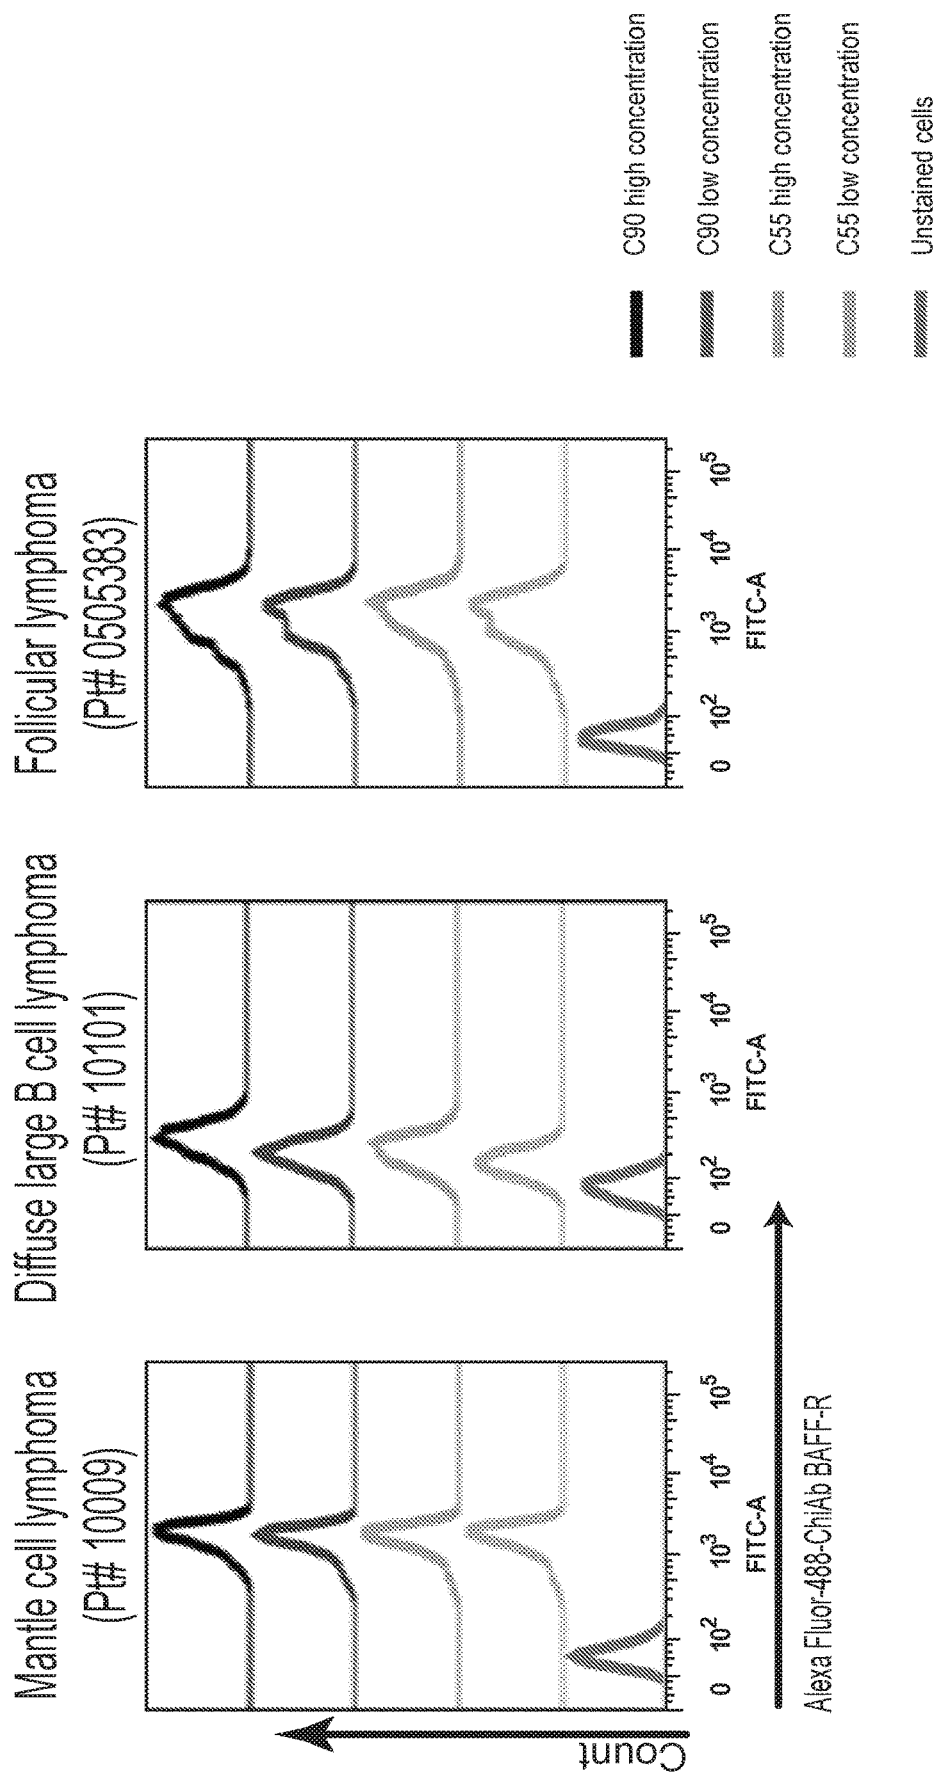 Mantle cell lymphoma
(Pt# 10009)
Diffuse large B cell lymphoma
(Pt# 10101)
Follicular lymphoma
(Pt# 0505383)
Count
0 10² 10³ 10⁴ 10⁵
FITC-A
0 10² 10³ 10⁴ 10⁵
FITC-A
0 10² 10³ 10⁴ 10⁵
FITC-A
Alexa Fluor-488-ChiAb BAFF-R
C90 high concentration
C90 low concentration
C55 high concentration
C55 low concentration
Unstained cells